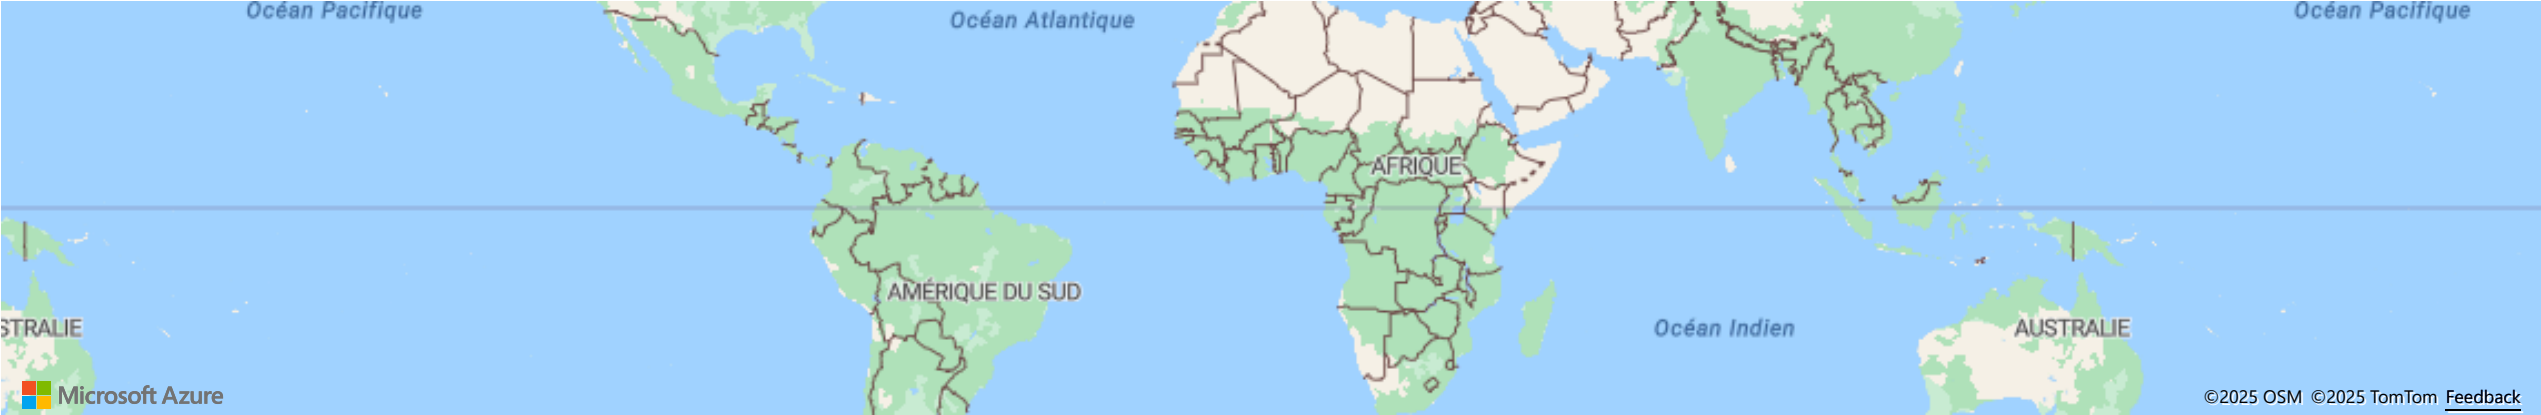 Océan Pacifique
Océan Atlantique
Océan Pacifique
AFRIQUE
AMÉRIQUE DU SUD
STRALIE
Océan Indien
AUSTRALIE
Microsoft Azure
©2025 OSM ©2025 TomTom Feedback